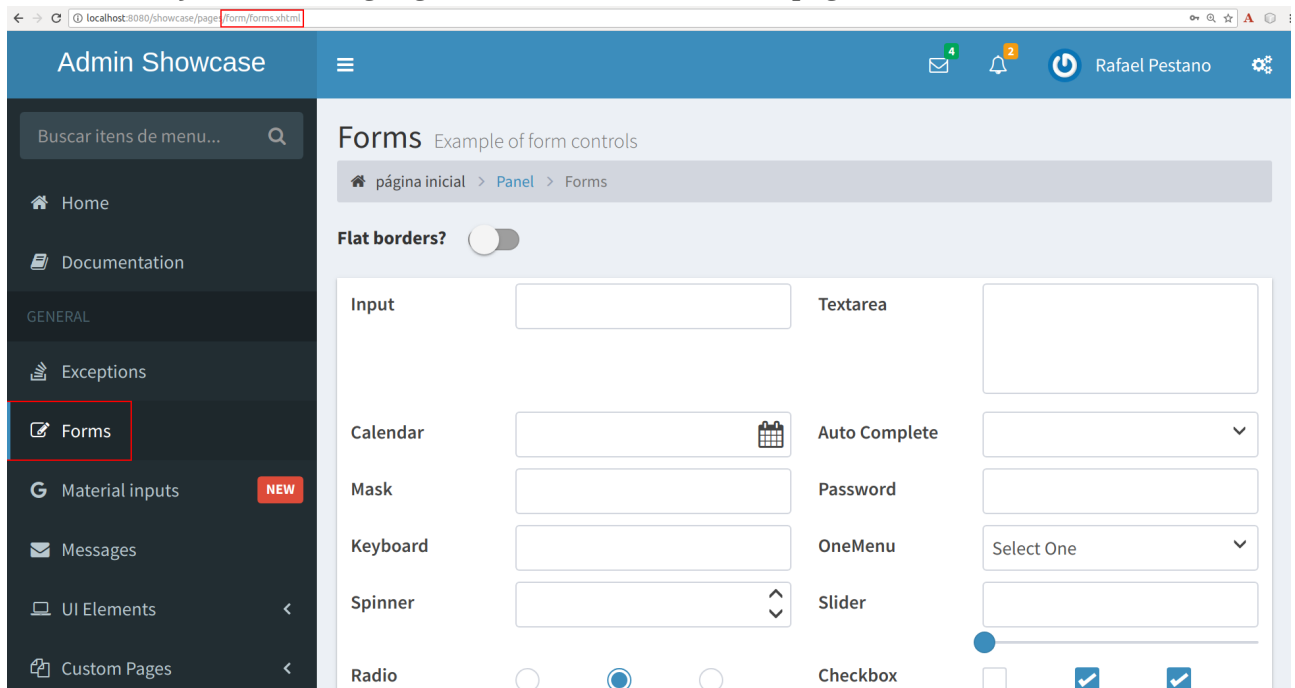 localhost:8080/showcase/pages/form/forms.xhtml
Admin Showcase
4
2
Rafael Pestano
Buscar itens de menu...
Home
Documentation
GENERAL
Exceptions
Forms
Material inputs NEW
Messages
UI Elements
Custom Pages
Forms Example of form controls
página inicial > Panel > Forms
Flat borders?
Input
Textarea
Calendar
Auto Complete
Mask
Password
Keyboard
OneMenu Select One
Spinner
Slider
Radio
Checkbox